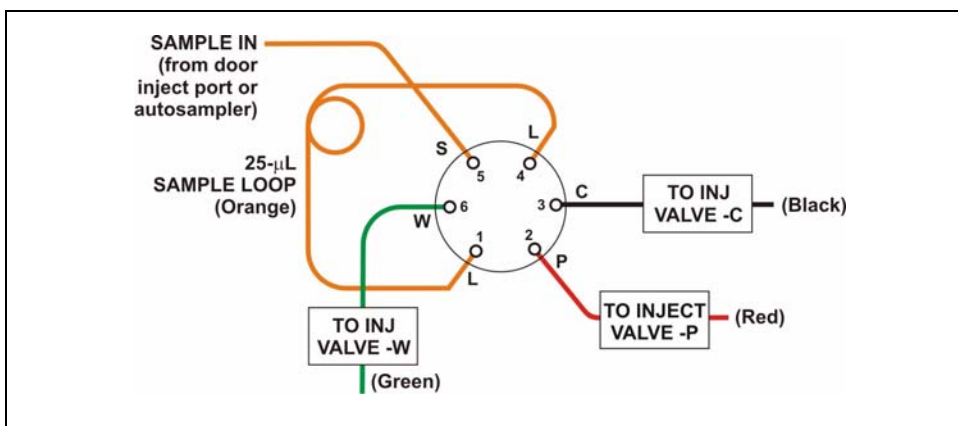 SAMPLE IN
(from door
inject port or
autosampler)
25-μL
SAMPLE LOOP
(Orange)
S
L
5
4
C
3
6
W
1
2
L
P
TO INJ
VALVE -C
(Black)
TO INJECT
VALVE -P
(Red)
TO INJ
VALVE -W
(Green)